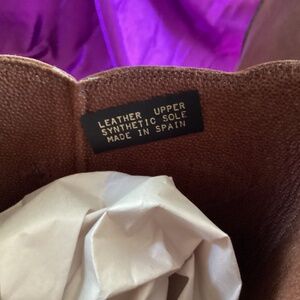 LEATHER UPPER
SYNTHETIC SOLE
MADE IN SPAIN